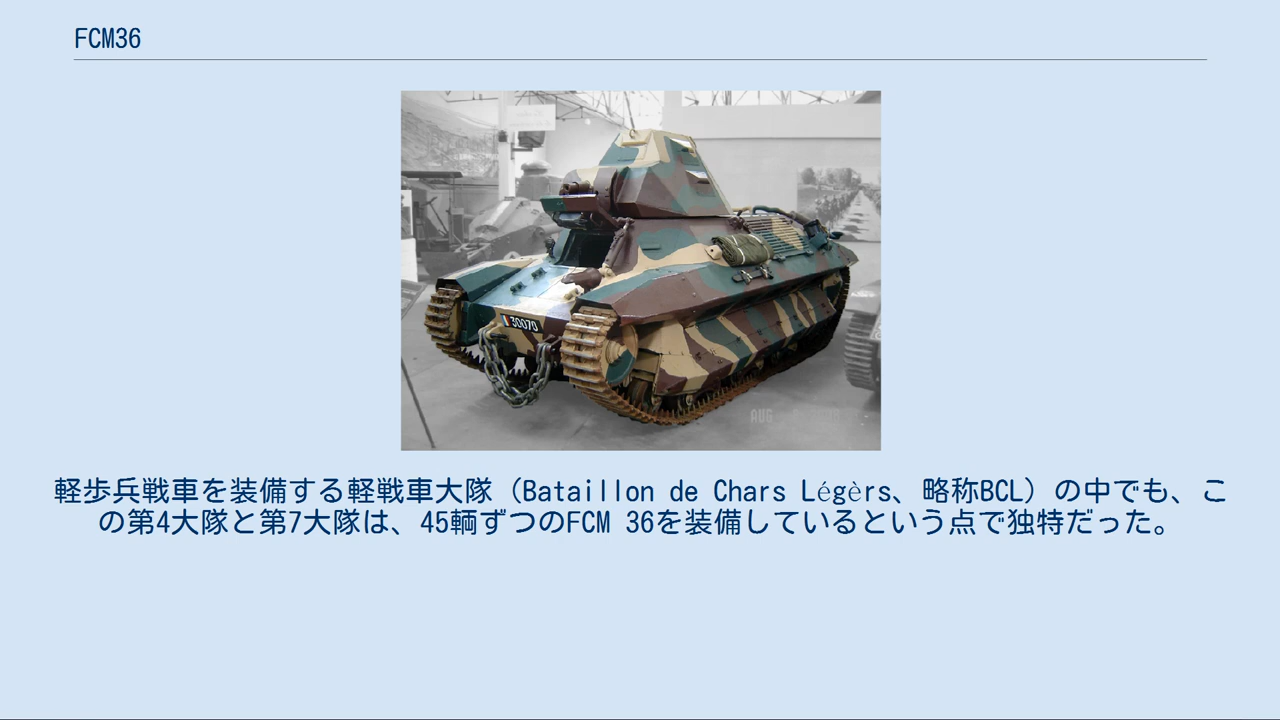 FCM36
30070
AUG
軽歩兵戦車を装備する軽戦車大隊（Bataillon de Chars Légèrs、略称BCL）の中でも、こ
の第4大隊と第7大隊は、45輌ずつのFCM 36を装備しているという点で独特だった。